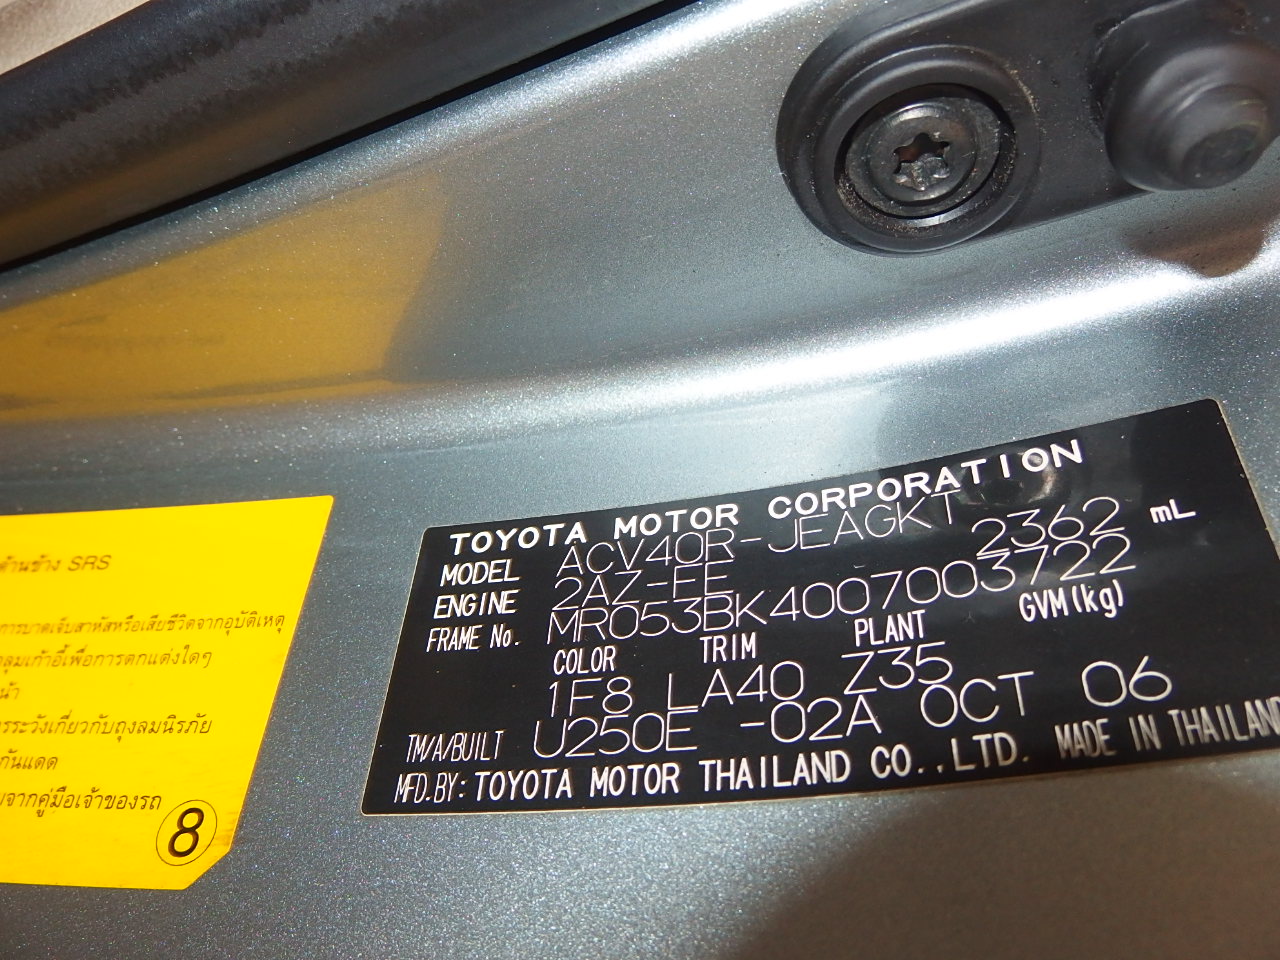 ด้านข้าง SRS
การบาดเจ็บสาหัสหรือเสียชีวิตจากอุบัติเหตุ
คลุมเก้าอี้เพื่อการตกแต่งใดๆ
น้ำ
ระวังเกี่ยวกับถุงลมนิรภัย
กันแดด
จากคู่มือเจ้าของรถ
8
TOYOTA MOTOR CORPORATION
MODEL ACV40R-JEAGKT
ENGINE 2AZ-FE 2362 mL
FRAME No. MR053BK4007003722
COLOR TRIM PLANT GVM(kg)
1F8 LA40 Z35
TM/A/BUILT U250E -02A OCT 06
MFD.BY: TOYOTA MOTOR THAILAND CO.,LTD. MADE IN THAILAND